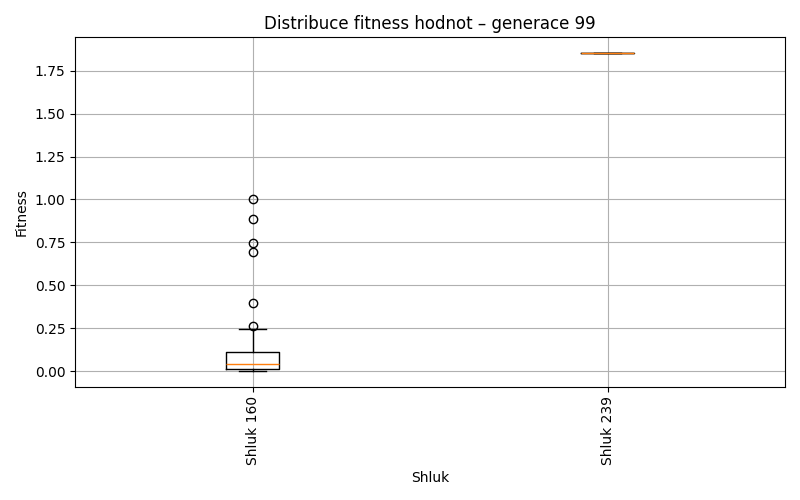 Distribuce fitness hodnot – generace 99
1.75
1.50
1.25
1.00
0.75
0.50
0.25
0.00
Fitness
Shluk 160
Shluk 239
Shluk